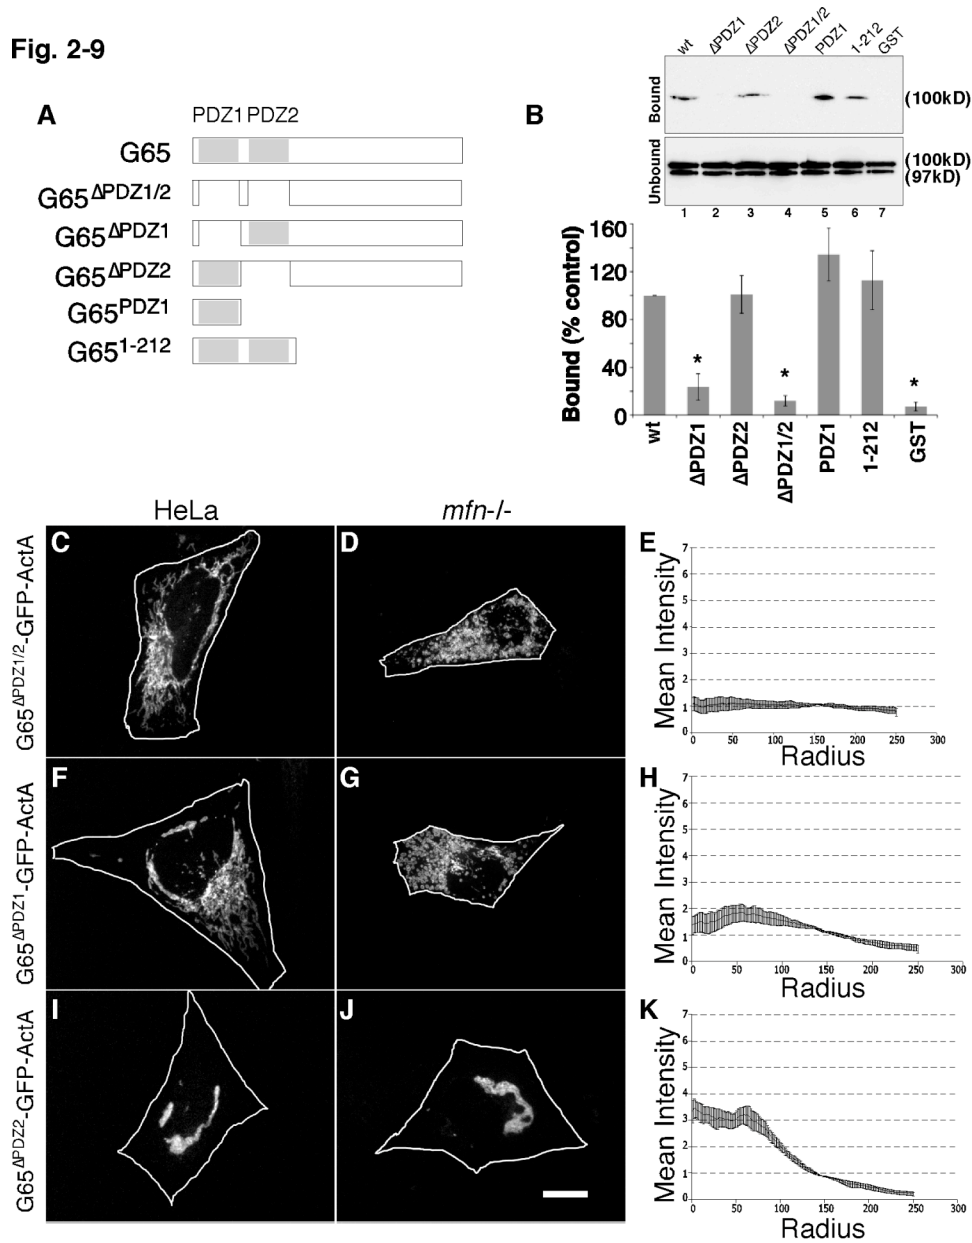 Fig. 2-9
A
PDZ1 PDZ2
G65
G65ΔPDZ1/2
G65ΔPDZ1
G65ΔPDZ2
G65PDZ1
G651-212
B
wt ΔPDZ1 ΔPDZ2 ΔPDZ1/2 PDZ1 1-212 GST
Bound
(100kD)
Unbound
(100kD)
(97kD)
1 2 3 4 5 6 7
Bound (% control)
160
120
80
40
0
* * *
wt ΔPDZ1 ΔPDZ2 ΔPDZ1/2 PDZ1 1-212 GST
HeLa mfn-/-
G65ΔPDZ1/2-GFP-ActA
C D E
Mean Intensity
7
6
5
4
3
2
1
0
0 50 100 150 200 250 300
Radius
G65ΔPDZ1-GFP-ActA
F G H
Mean Intensity
7
6
5
4
3
2
1
0
0 50 100 150 200 250 300
Radius
G65ΔPDZ2-GFP-ActA
I J K
Mean Intensity
7
6
5
4
3
2
1
0
0 50 100 150 200 250 300
Radius